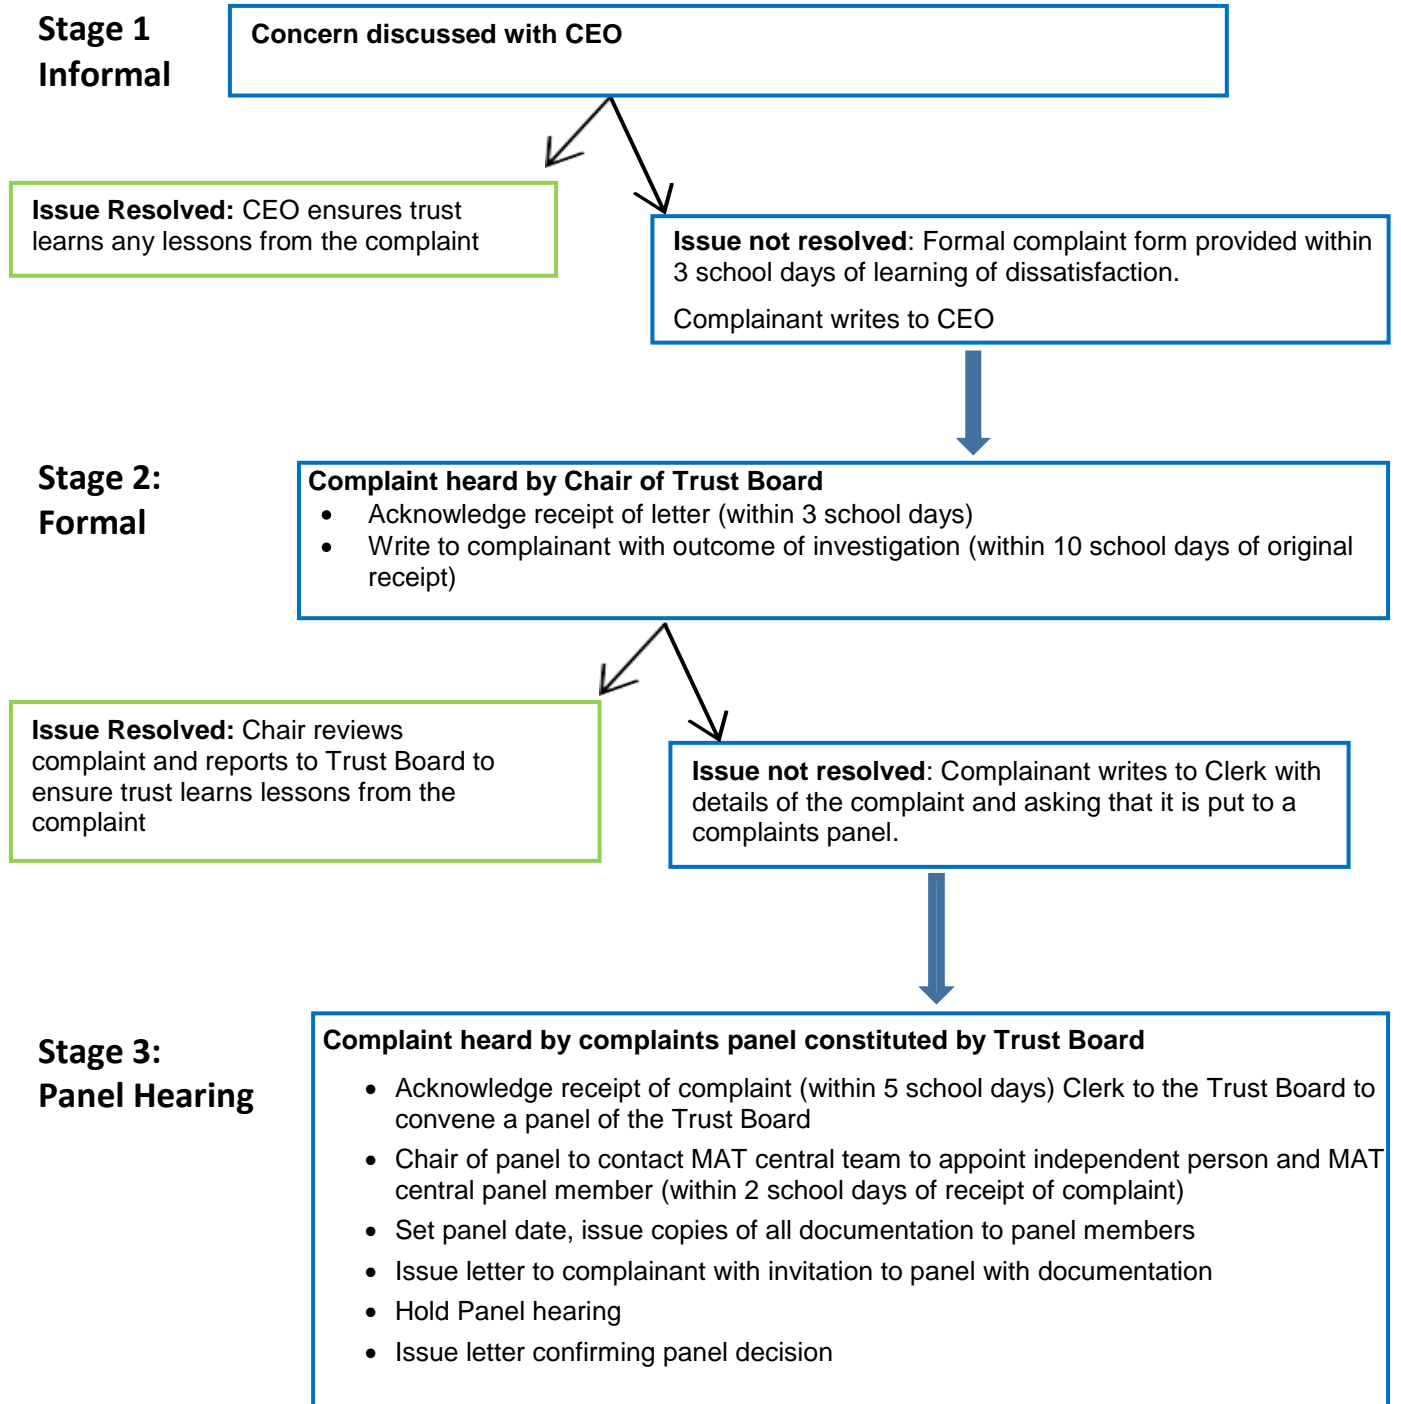 Stage 1
Informal
Concern discussed with CEO
Issue Resolved: CEO ensures trust
learns any lessons from the complaint
Issue not resolved: Formal complaint form provided within
3 school days of learning of dissatisfaction.
Complainant writes to CEO
Stage 2:
Formal
Complaint heard by Chair of Trust Board
• Acknowledge receipt of letter (within 3 school days)
• Write to complainant with outcome of investigation (within 10 school days of original
receipt)
Issue Resolved: Chair reviews
complaint and reports to Trust Board to
ensure trust learns lessons from the
complaint
Issue not resolved: Complainant writes to Clerk with
details of the complaint and asking that it is put to a
complaints panel.
Stage 3:
Panel Hearing
Complaint heard by complaints panel constituted by Trust Board
• Acknowledge receipt of complaint (within 5 school days) Clerk to the Trust Board to
convene a panel of the Trust Board
• Chair of panel to contact MAT central team to appoint independent person and MAT
central panel member (within 2 school days of receipt of complaint)
• Set panel date, issue copies of all documentation to panel members
• Issue letter to complainant with invitation to panel with documentation
• Hold Panel hearing
• Issue letter confirming panel decision